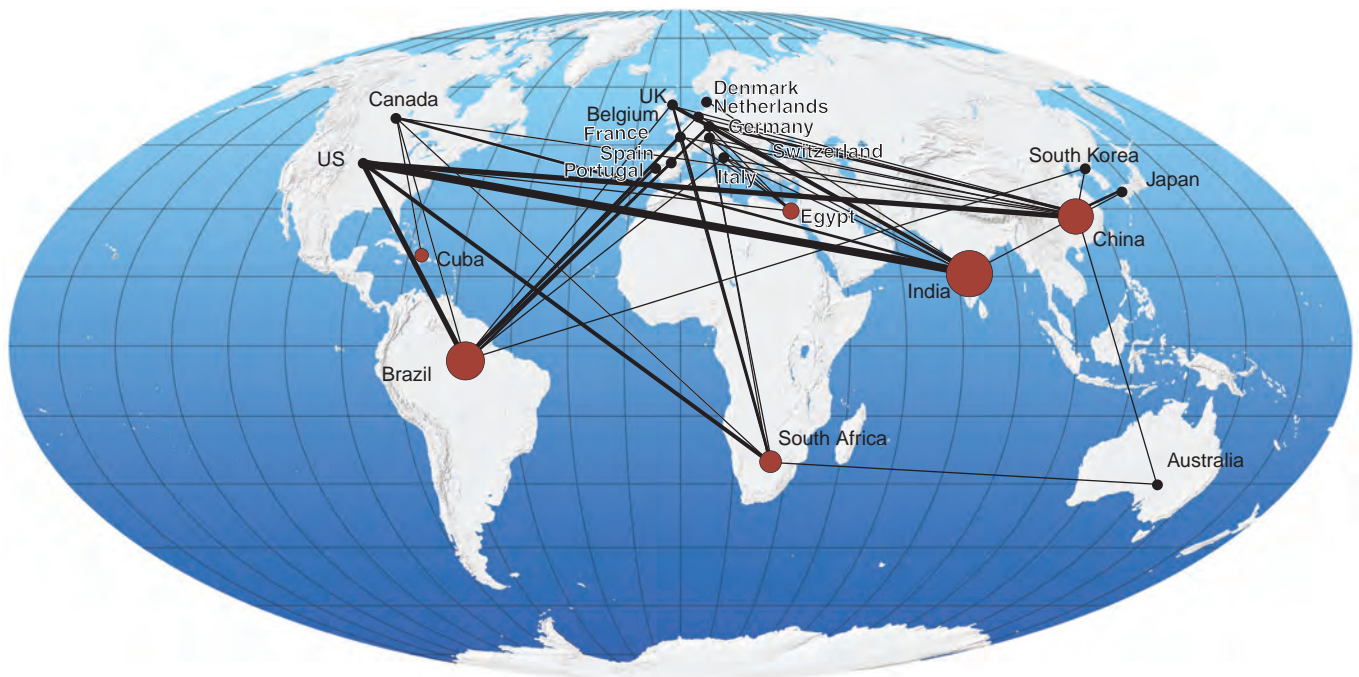 Denmark
Canada
UK
Netherlands
Belgium
Germany
France
Spain
Switzerland
US
South Korea
Portugal
Italy
Japan
Egypt
China
Cuba
India
Brazil
South Africa
Australia